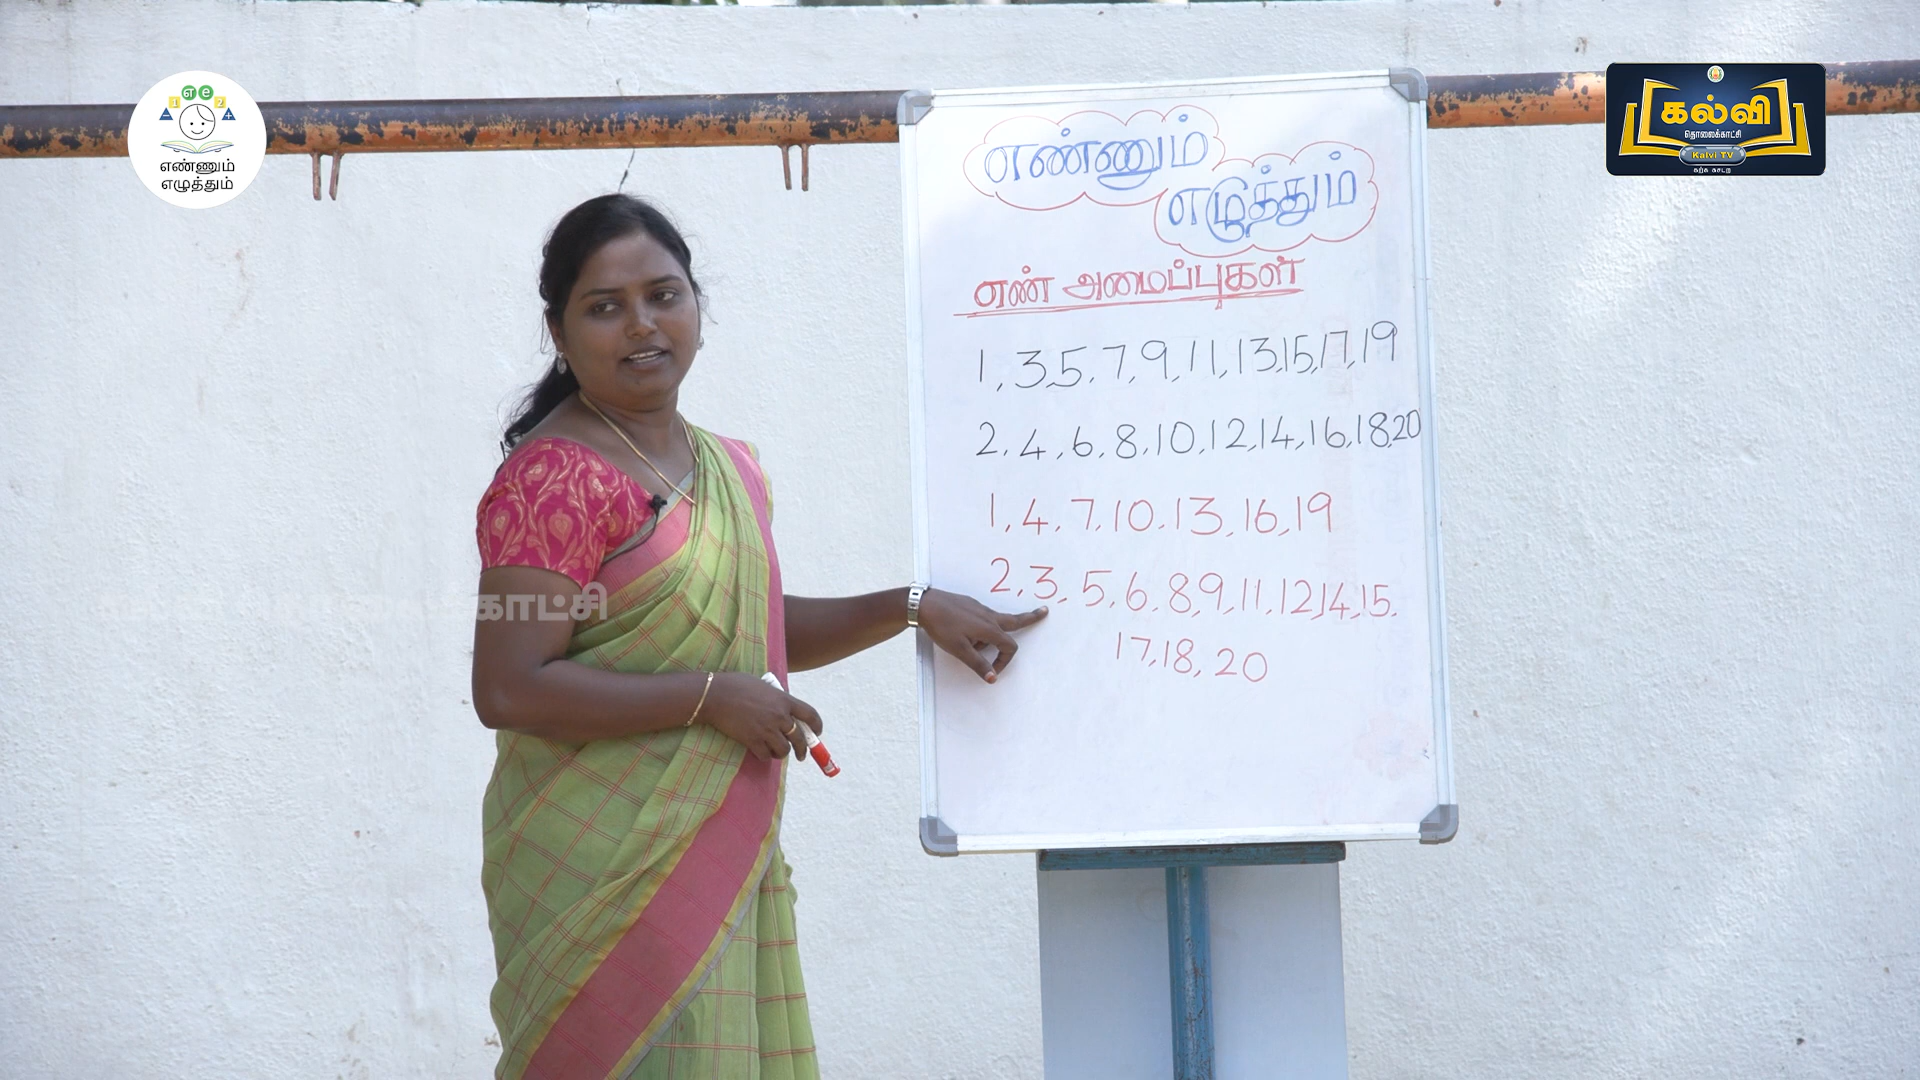 எ e
1 2
எண்ணும்
எழுத்தும்
கல்வி
தொலைக்காட்சி
Kalvi TV
கற்க கசடற
எண்ணும்
எழுத்தும்
எண் அமைப்புகள்
1, 3, 5, 7, 9, 11, 13, 15, 17, 19
2, 4, 6, 8, 10, 12, 14, 16, 18, 20
1, 4, 7, 10, 13, 16, 19
2, 3, 5, 6, 8, 9, 11, 12, 14, 15,
17, 18, 20
காட்சி